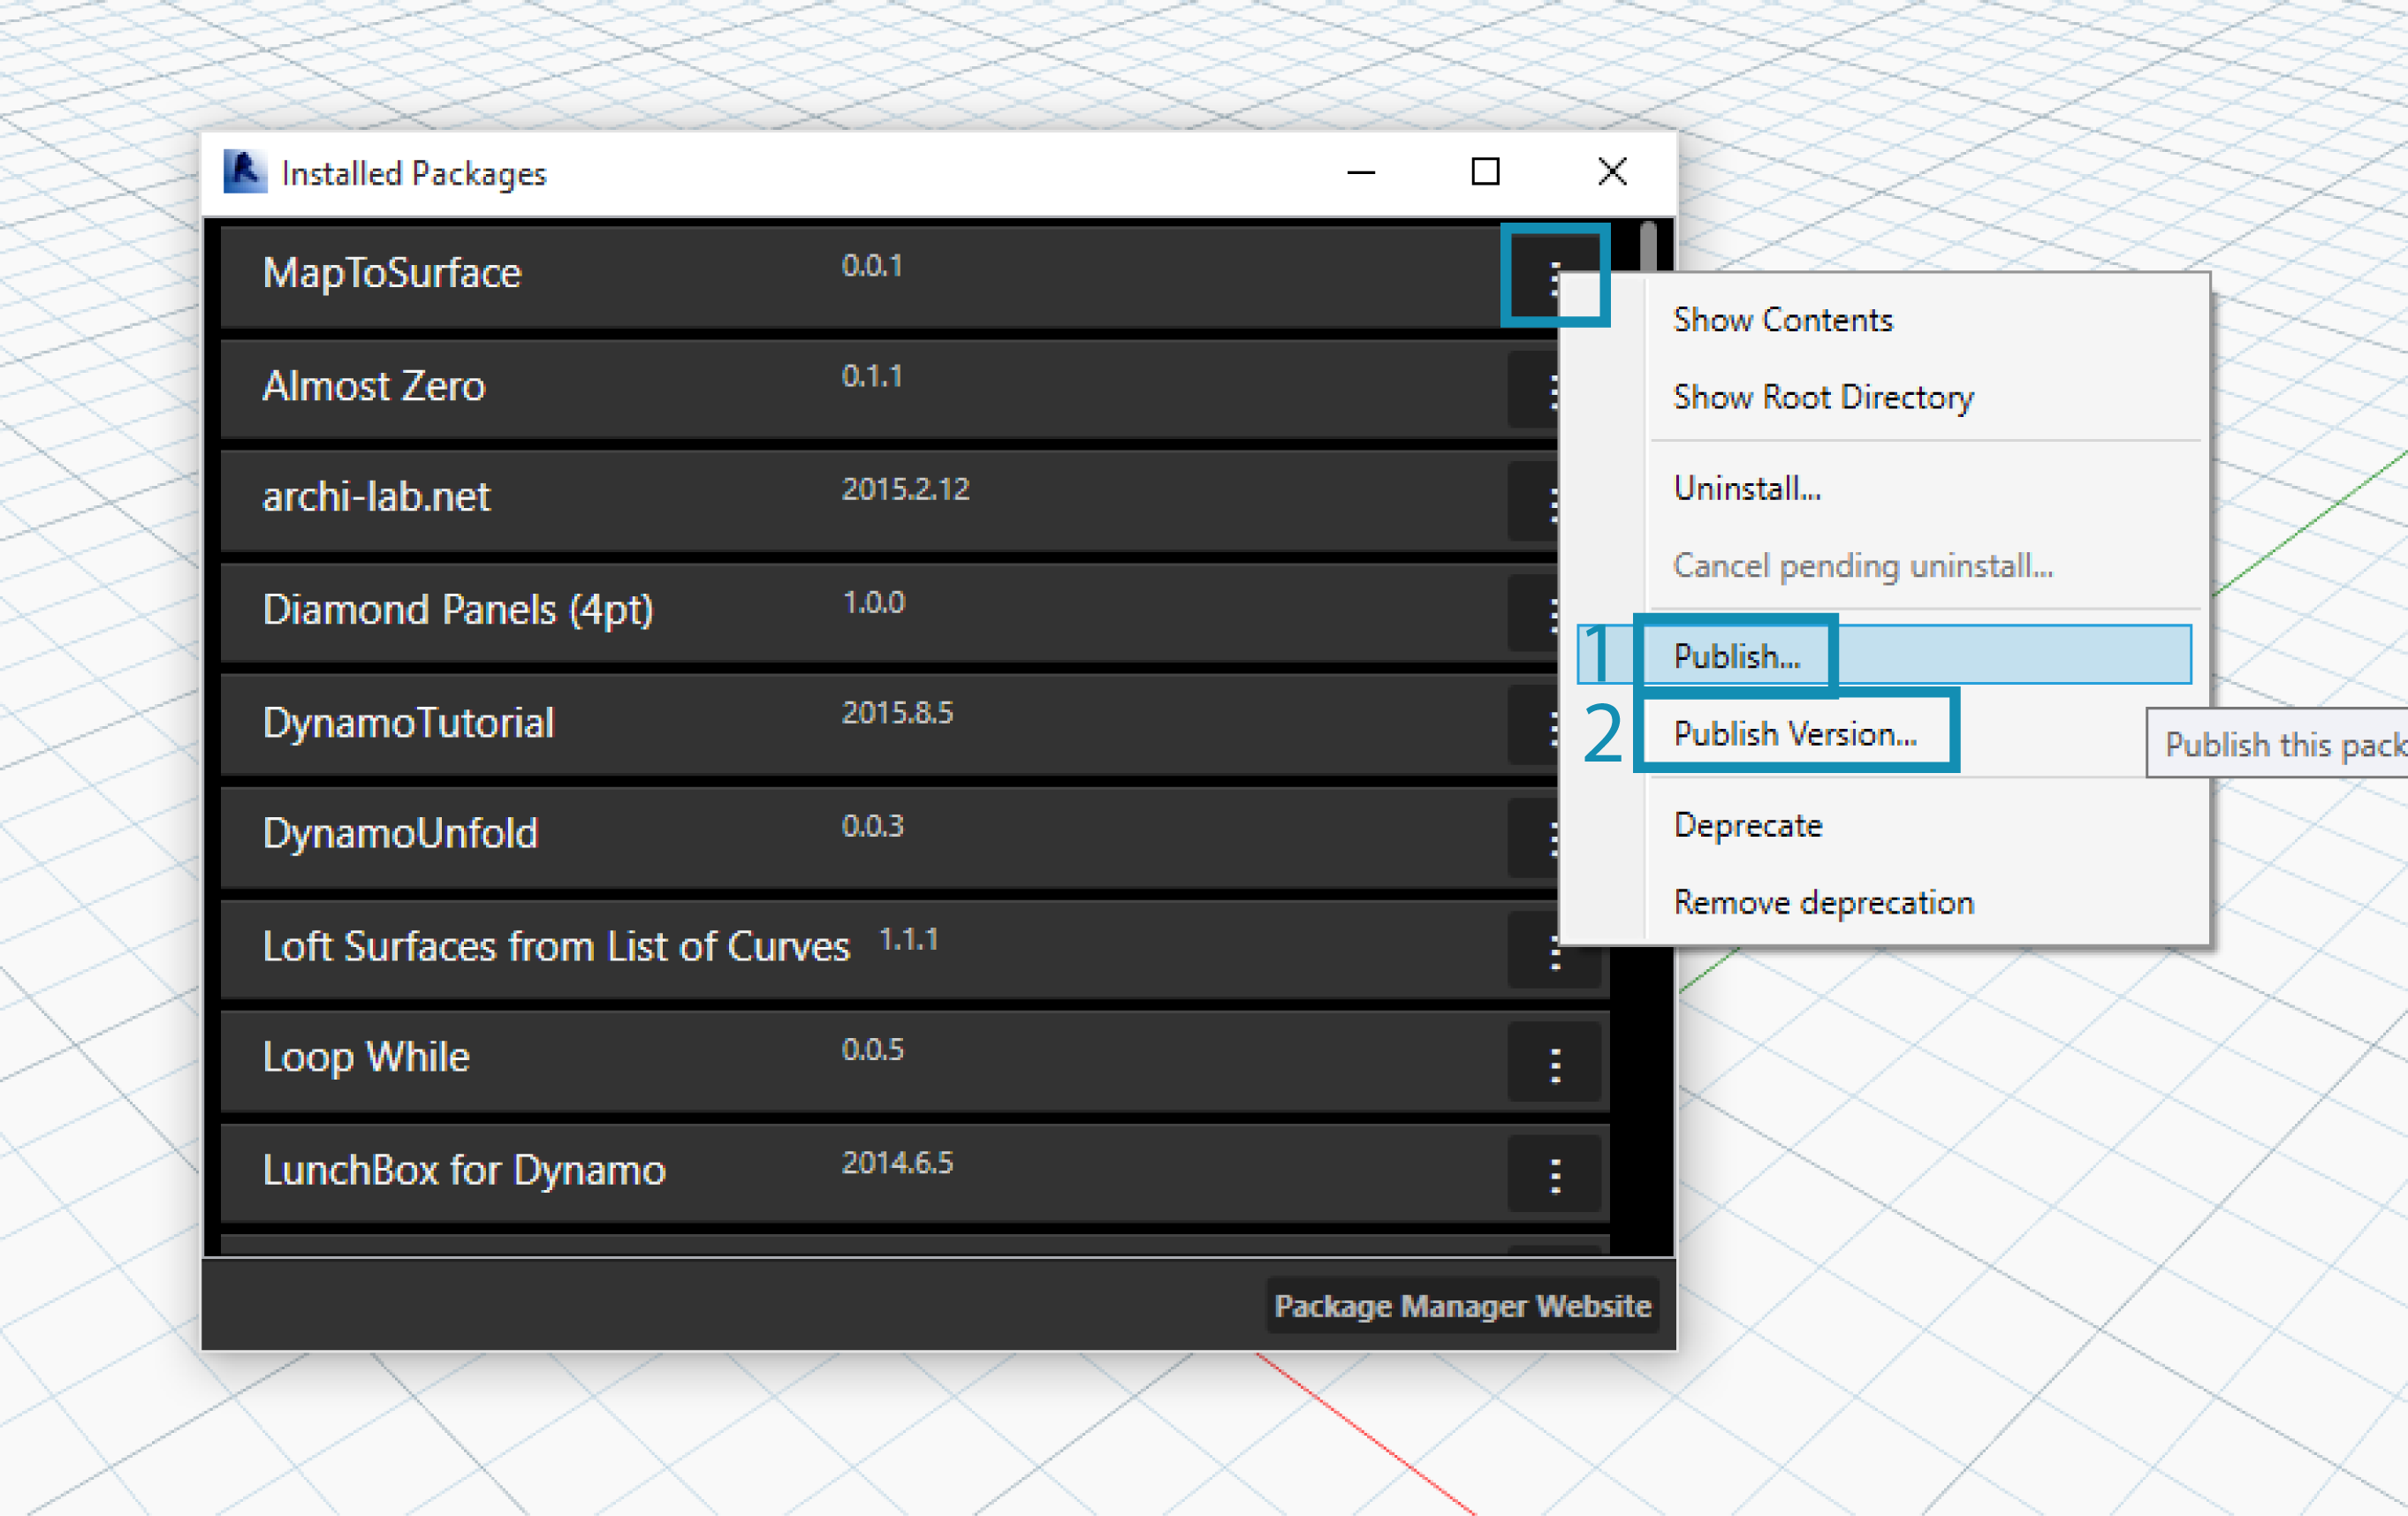 Installed Packages
MapToSurface 0.0.1
Almost Zero 0.1.1
archi-lab.net 2015.2.12
Diamond Panels (4pt) 1.0.0
DynamoTutorial 2015.8.5
DynamoUnfold 0.0.3
Loft Surfaces from List of Curves 1.1.1
Loop While 0.0.5
LunchBox for Dynamo 2014.6.5
Package Manager Website
Show Contents
Show Root Directory
Uninstall...
Cancel pending uninstall...
1 Publish...
2 Publish Version...
Publish this pack
Deprecate
Remove deprecation